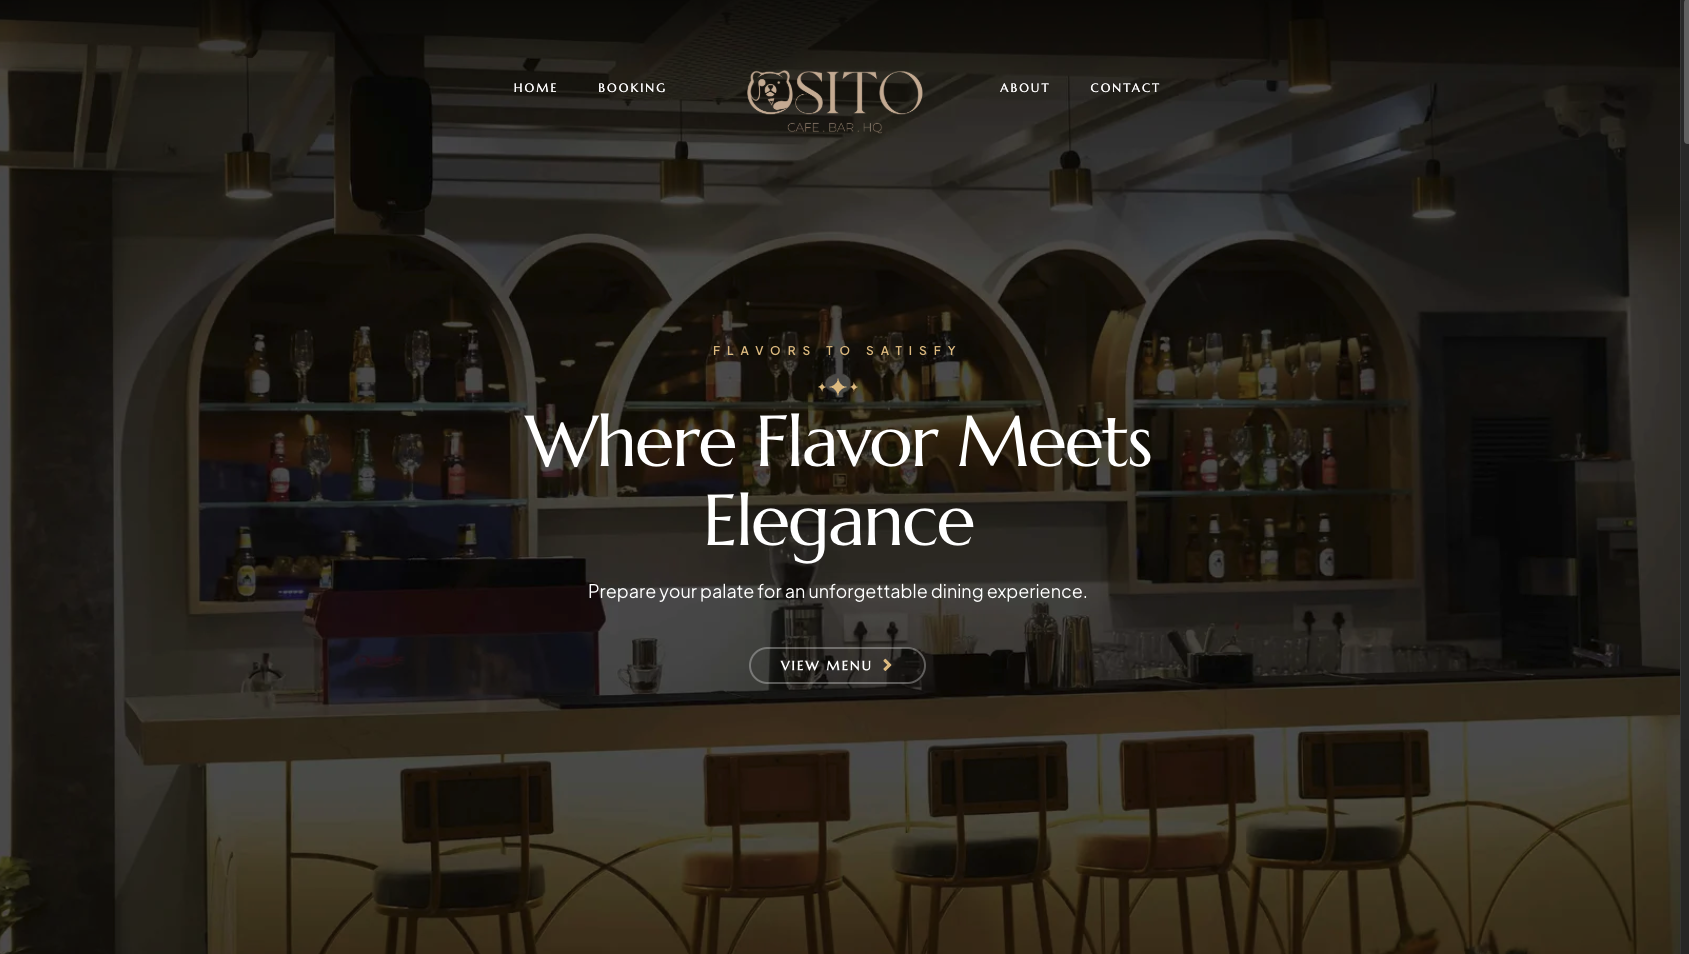 HOME
BOOKING
OSITO
CAFE . BAR . HQ
ABOUT
CONTACT
FLAVORS TO SATISFY
Where Flavor Meets
Elegance
Prepare your palate for an unforgettable dining experience.
VIEW MENU